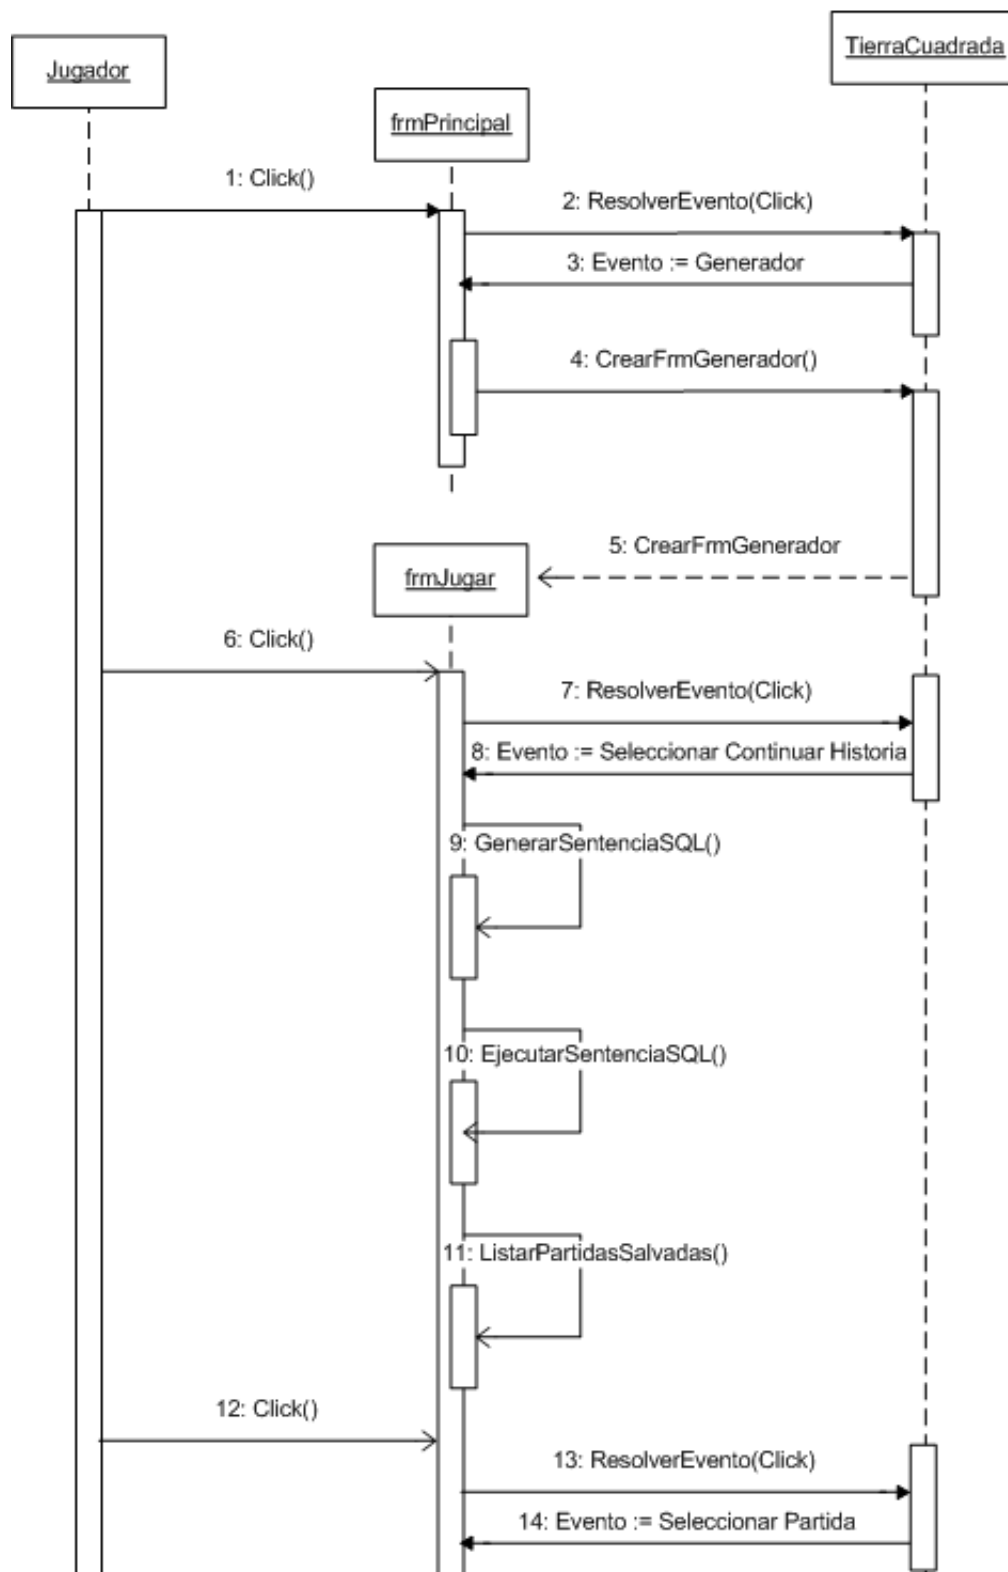 TierraCuadrada
Jugador
frmPrincipal
1: Click()
2: ResolverEvento(Click)
3: Evento := Generador
4: CrearFrmGenerador()
5: CrearFrmGenerador
frmJugar
6: Click()
7: ResolverEvento(Click)
8: Evento := Seleccionar Continuar Historia
9: GenerarSentenciaSQL()
10: EjecutarSentenciaSQL()
11: ListarPartidasSalvadas()
12: Click()
13: ResolverEvento(Click)
14: Evento := Seleccionar Partida